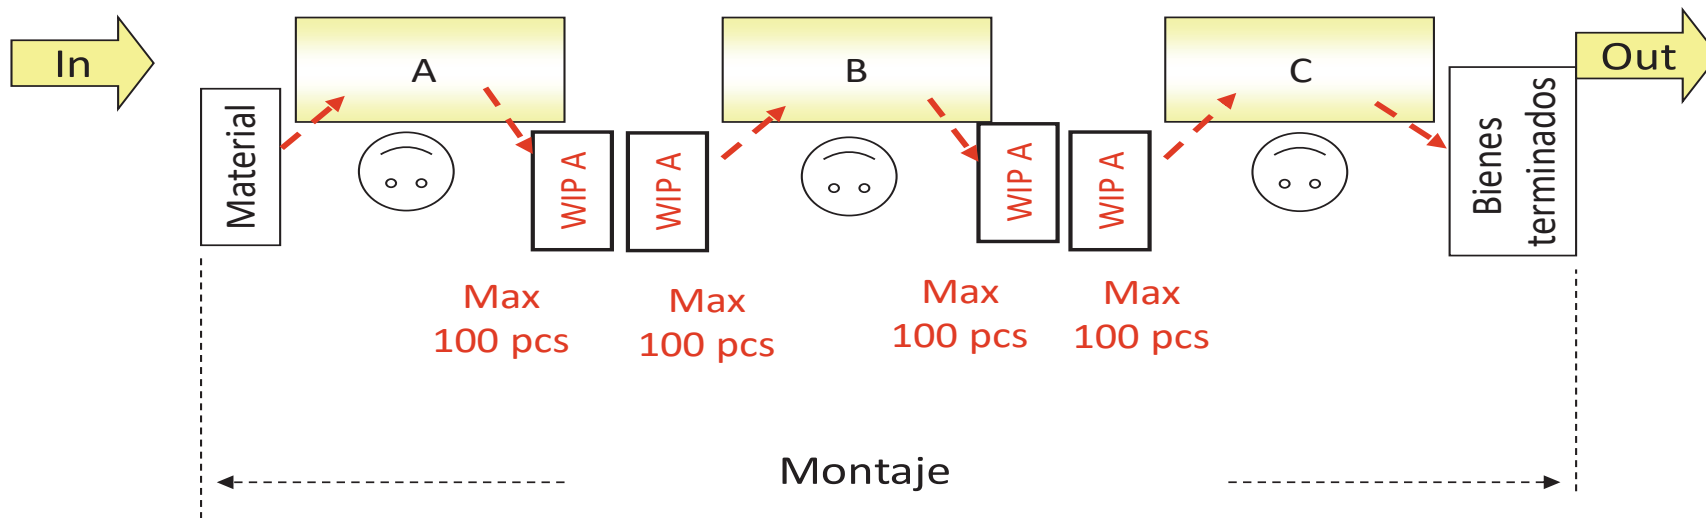 In
A
B
C
Out
Material
WIP A
WIP A
WIP A
WIP A
Bienes
terminados
Max
100 pcs
Max
100 pcs
Max
100 pcs
Max
100 pcs
Montaje